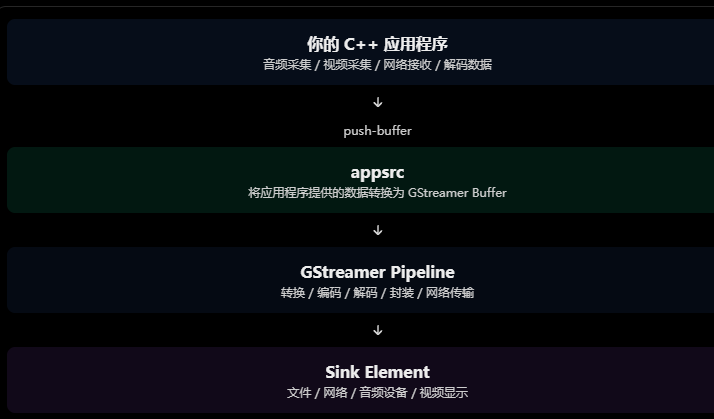 你的 C++ 应用程序
音频采集 / 视频采集 / 网络接收 / 解码数据
↓
push-buffer
appsrc
将应用程序提供的数据转换为 GStreamer Buffer
↓
GStreamer Pipeline
转换 / 编码 / 解码 / 封装 / 网络传输
↓
Sink Element
文件 / 网络 / 音频设备 / 视频显示